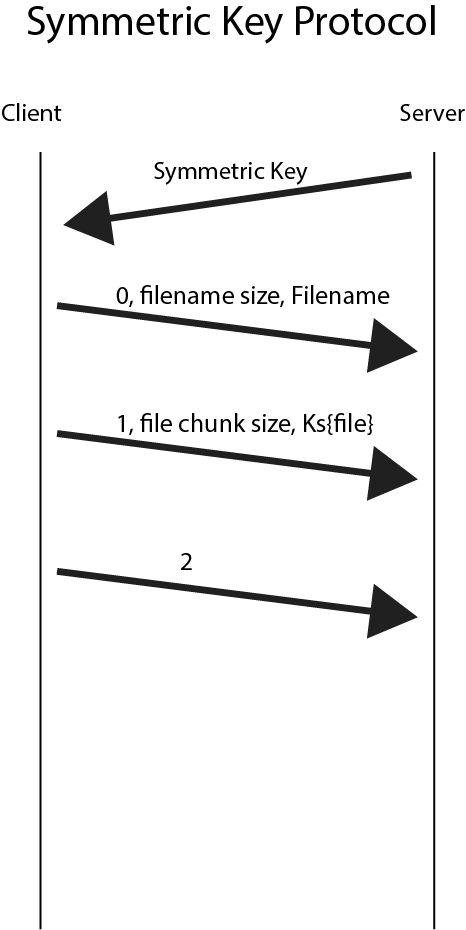 Symmetric Key Protocol
Client
Server
Symmetric Key
0, filename size, Filename
1, file chunk size, Ks{file}
2